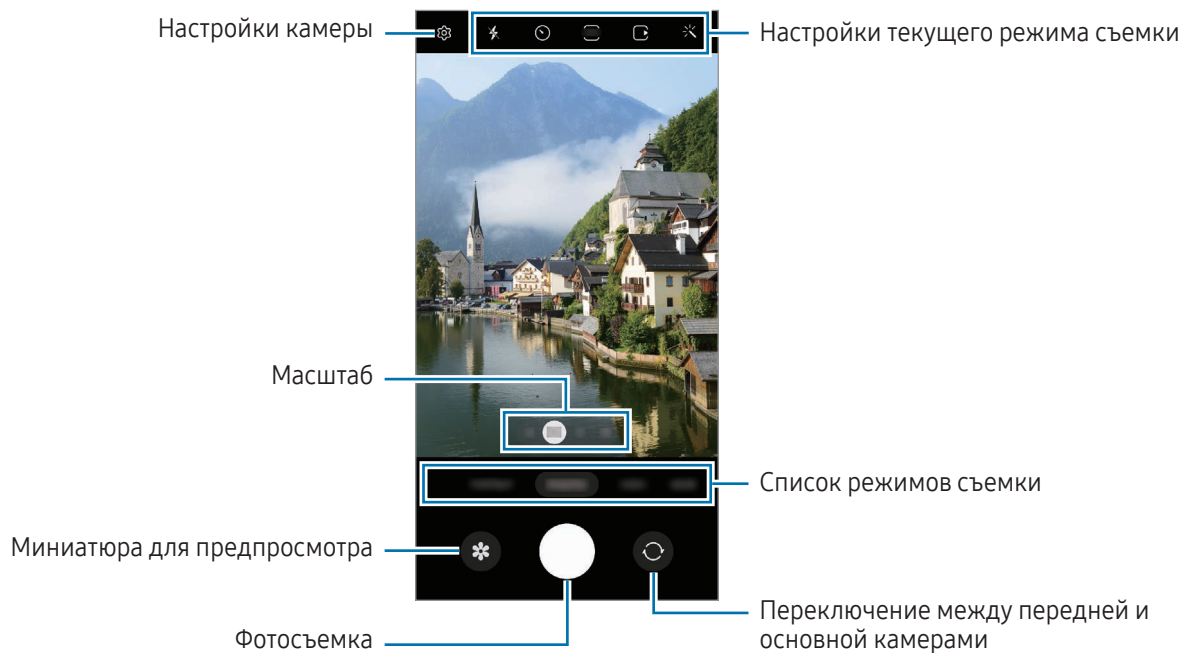 Настройки камеры
Настройки текущего режима съемки
Масштаб
Список режимов съемки
Миниатюра для предпросмотра
Фотосъемка
Переключение между передней и
основной камерами